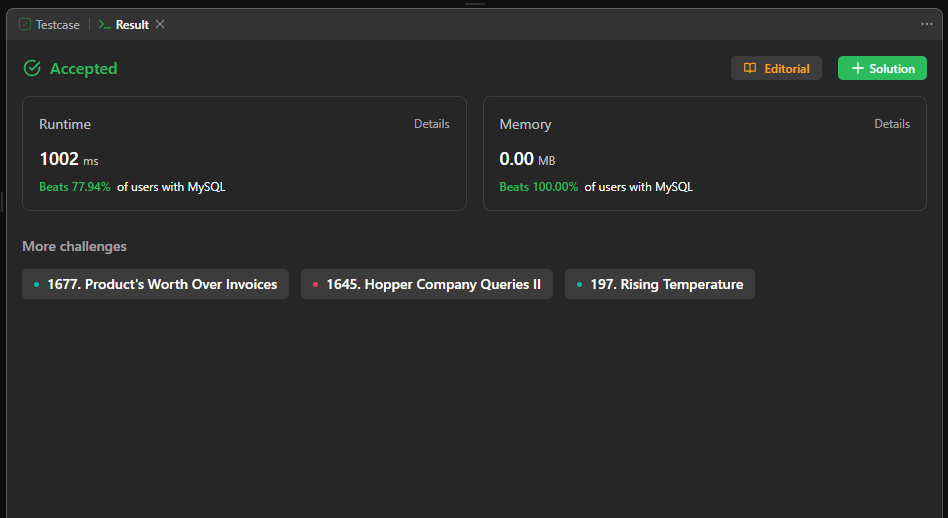 Testcase
Result
Accepted
Editorial
Solution
Runtime
Details
1002 ms
Beats 77.94% of users with MySQL
Memory
Details
0.00 MB
Beats 100.00% of users with MySQL
More challenges
1677. Product's Worth Over Invoices
1645. Hopper Company Queries II
197. Rising Temperature